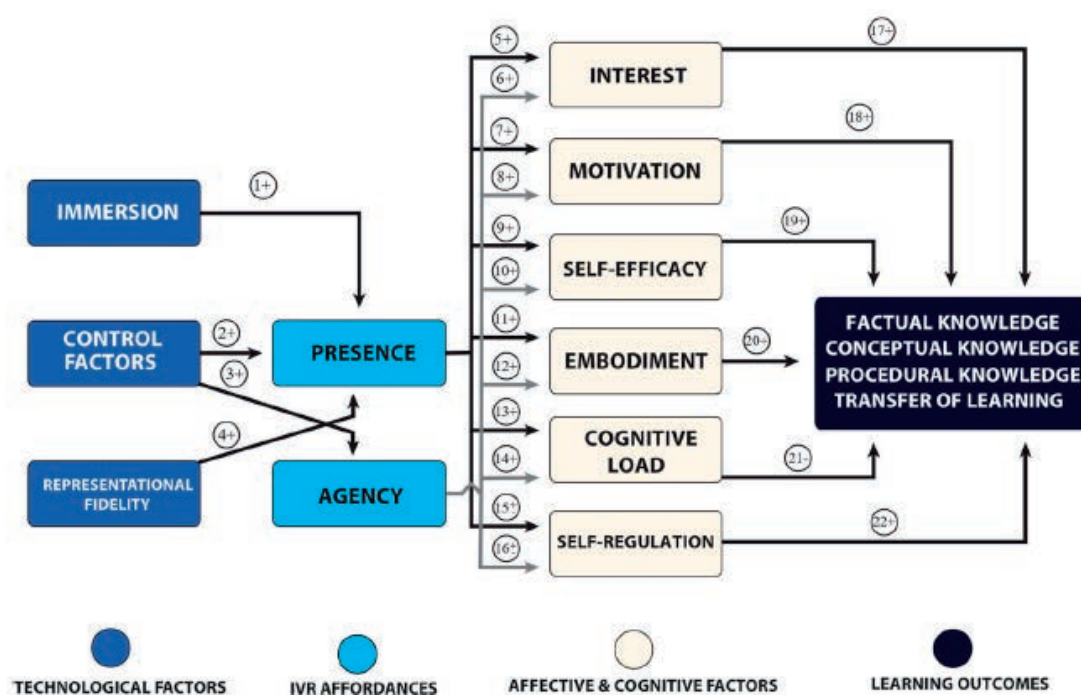 5+
17+
INTEREST
6+
7+
18+
MOTIVATION
8+
1+
IMMERSION
9+
19+
SELF-EFFICACY
10+
CONTROL
FACTORS
2+
3+
PRESENCE
11+
EMBODIMENT
20+
12+
FACTUAL KNOWLEDGE
CONCEPTUAL KNOWLEDGE
PROCEDURAL KNOWLEDGE
TRANSFER OF LEARNING
4+
13+
COGNITIVE
LOAD
14+
21-
REPRESENTATIONAL
FIDELITY
AGENCY
15±
SELF-REGULATION
22+
16±
TECHNOLOGICAL FACTORS
IVR AFFORDANCES
AFFECTIVE & COGNITIVE FACTORS
LEARNING OUTCOMES